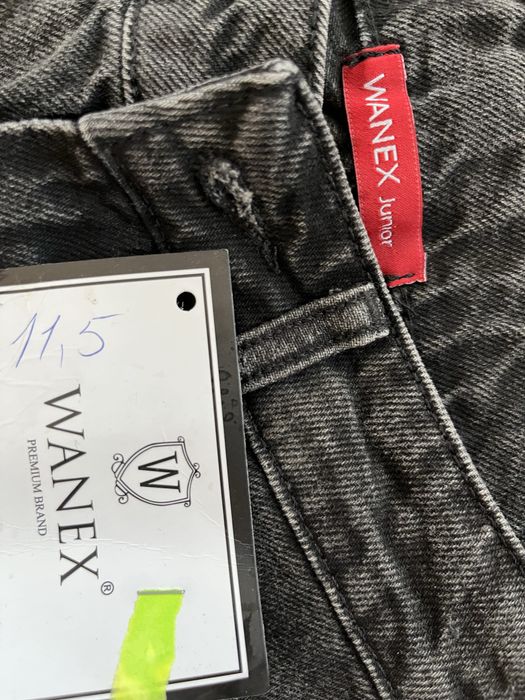 WANEX Junior
11,5
W
WANEX®
PREMIUM BRAND